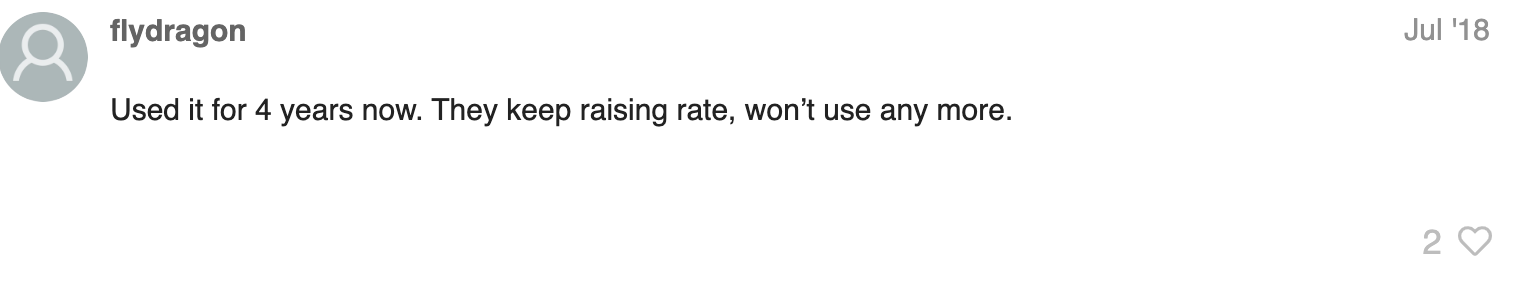 flydragon
Jul '18
Used it for 4 years now. They keep raising rate, won’t use any more.
2